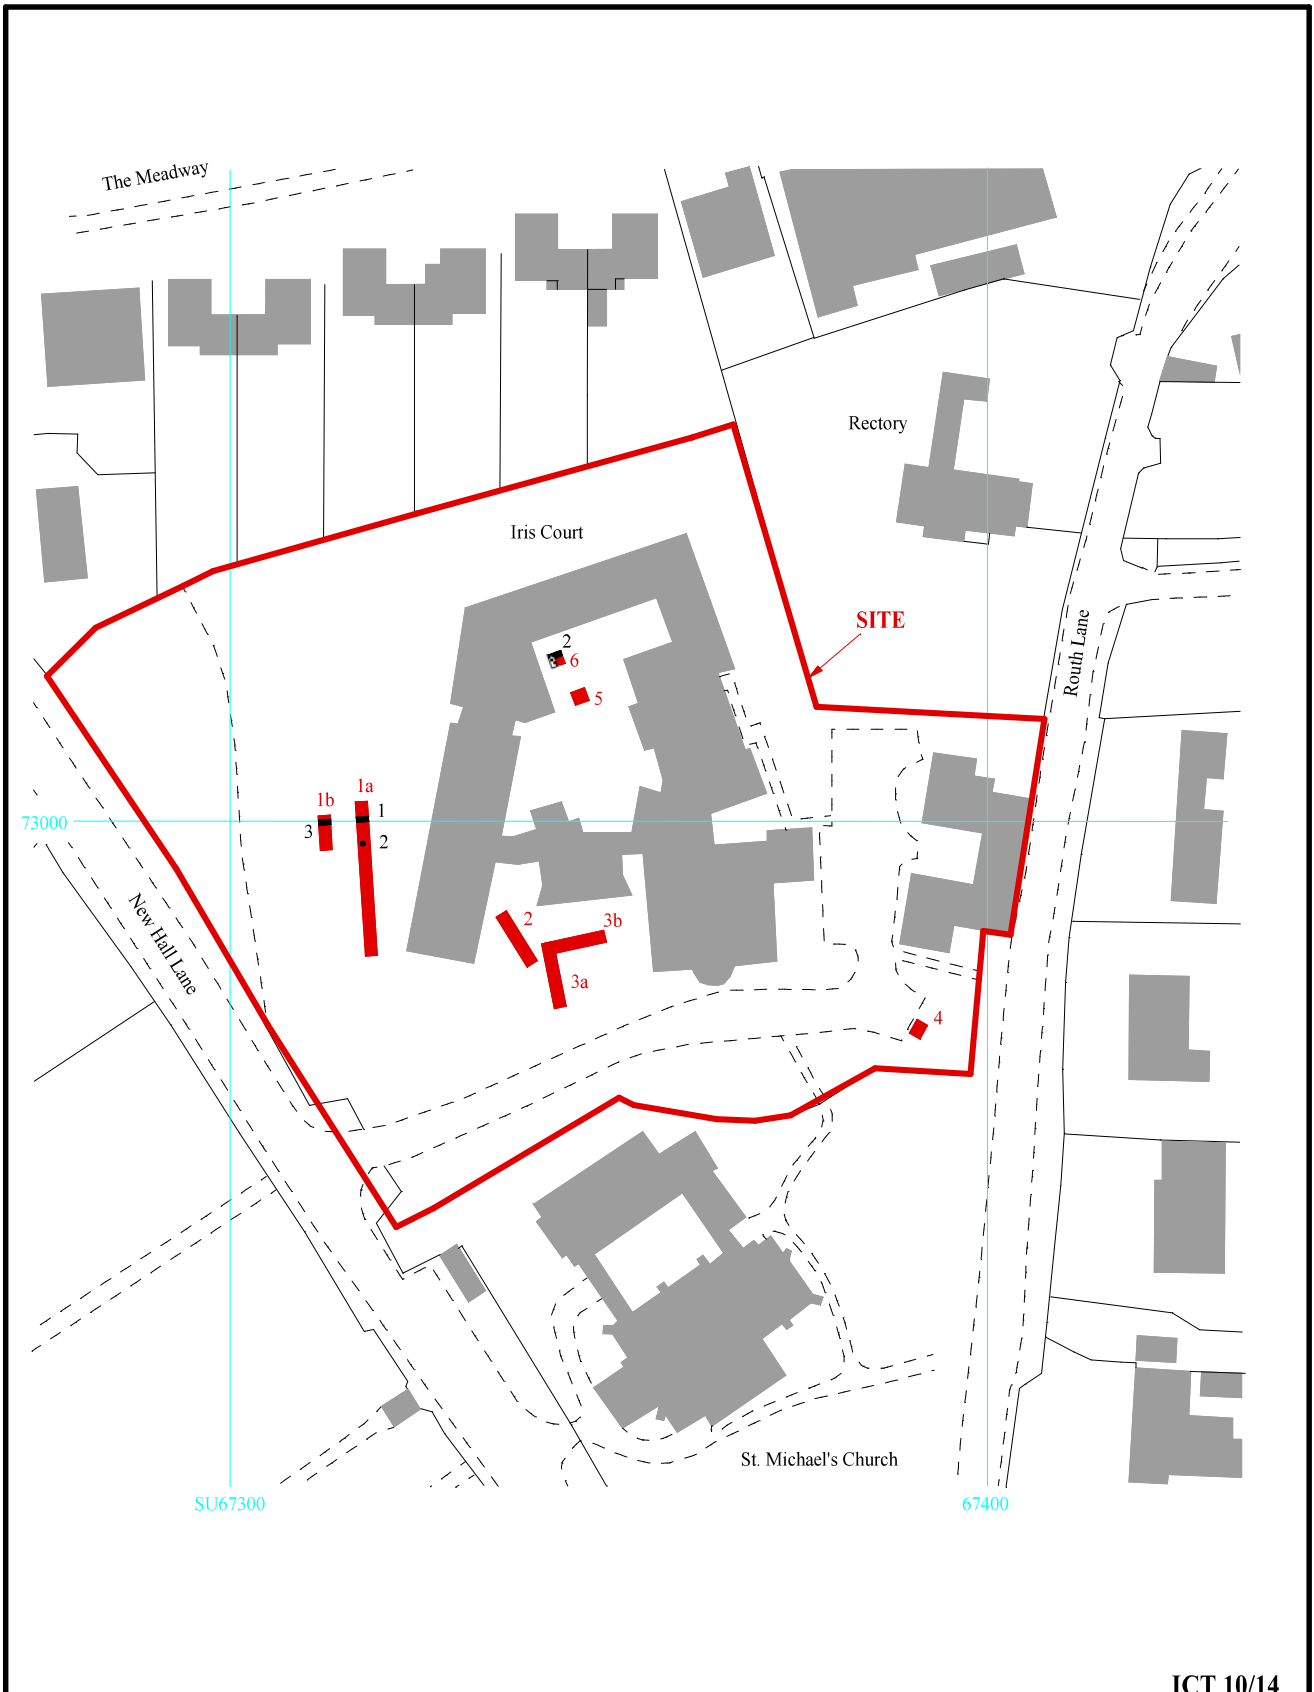 The Meadway
Rectory
Iris Court
SITE
Routh Lane
2
6
5
1a
1b
1
73000
3
2
New Hall Lane
2
3b
3a
4
St. Michael's Church
SU67300
67400
ICT 10/14